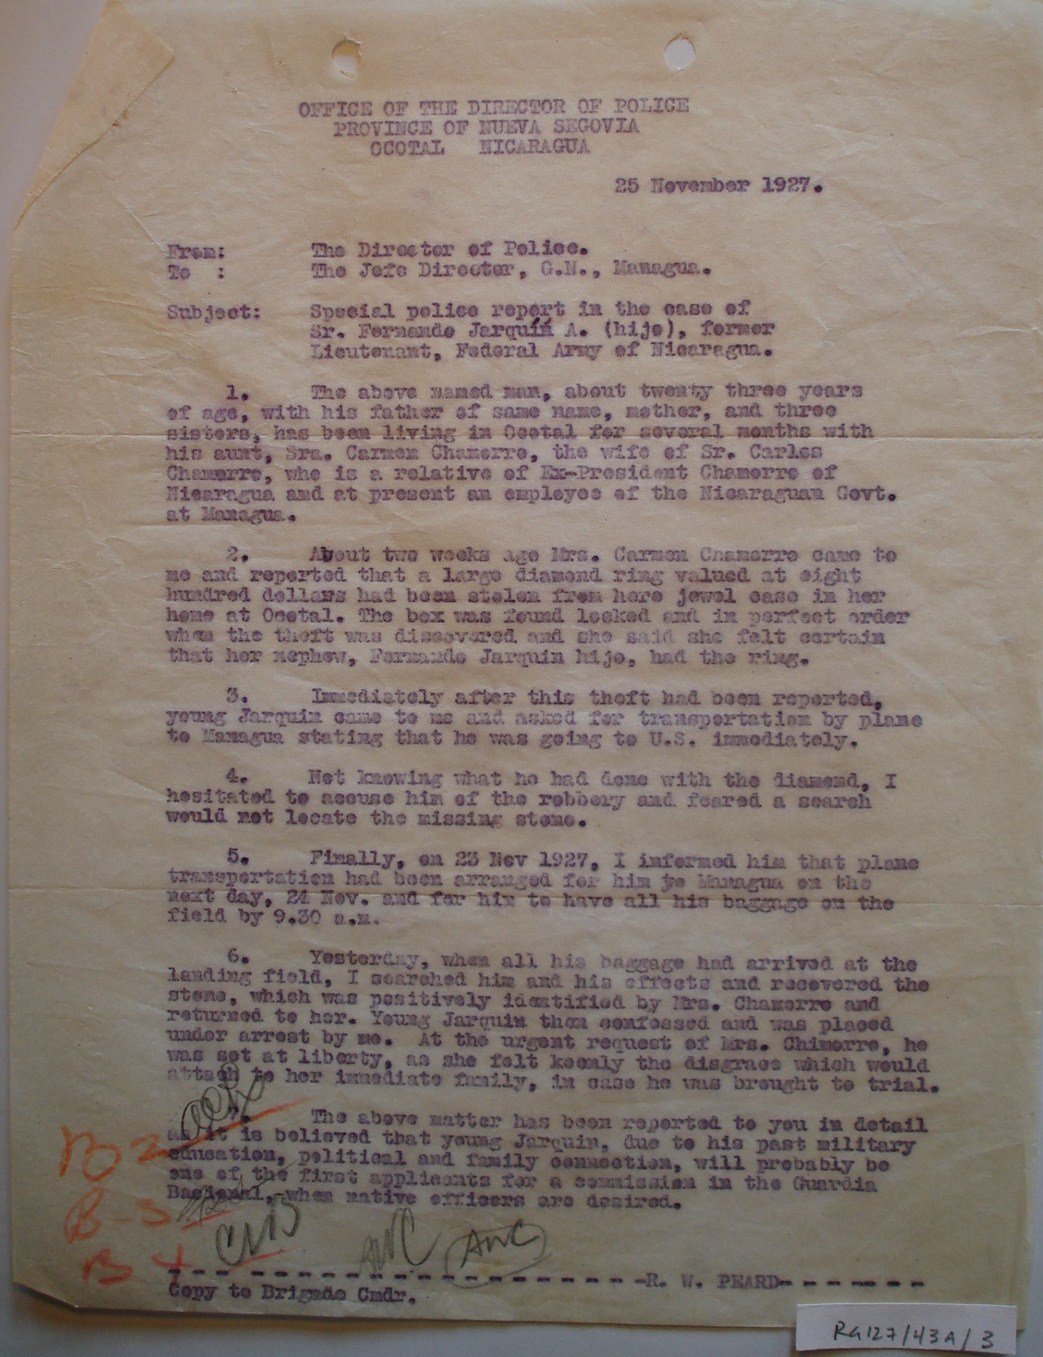 OFFICE OF THE DIRECTOR OF POLICE
PROVINCE OF NUEVA SEGOVIA
OCOTAL NICARAGUA
25 November 1927.
From: The Director of Police.
To : The Jefe Director, G.N., Managua.
Subject: Special police report in the case of
Sr. Fernando Jarquin A. (hijo), former
Lieutenant, Federal Army of Nicaragua.
1. The above named man, about twenty three years
of age, with his father of same name, mother, and three
sisters, has been living in Ocotal for several months with
his aunt, Sra. Carmen Chamorro, the wife of Sr. Carlos
Chamorro, who is a relative of Ex-President Chamorro of
Nicaragua and at present an employee of the Nicaraguan Govt.
at Managua.
2. About two weeks ago Mrs. Carmen Chamorro came to
me and reported that a large diamond ring valued at eight
hundred dollars had been stolen from here jewel case in her
home at Ocotal. The box was found locked and in perfect order
when the theft was discovered and she said she felt certain
that her nephew, Fernando Jarquin hijo, had the ring.
3. Immediately after this theft had been reported,
young Jarquin came to me and asked for transportation by plane
to Managua stating that he was going to U.S. immediately.
4. Not knowing what he had done with the diamond, I
hesitated to accuse him of the robbery and feared a search
would not locate the missing stone.
5. Finally, on 23 Nov 1927, I informed him that plane
transportation had been arranged for him to Managua on the
next day, 24 Nov. and for him to have all his baggage on the
field by 9.30 a.m.
6. Yesterday, when all his baggage had arrived at the
landing field, I searched him and his effects and recovered the
stone, which was positively identified by Mrs. Chamorro and
returned to her. Young Jarquin then confessed and was placed
under arrest by me. At the urgent request of Mrs. Chimorro, he
was set at liberty, as she felt keenly the disgrace which would
attach to her immediate family, in case he was brought to trial.
7. The above matter has been reported to you in detail
as it is believed that young Jarquin, due to his past military
education, political and family connection, will probably be
one of the first applicants for a commission in the Guardia
Nacional, when native officers are desired.
B 2
B-3
B 4
AWC
- - - - - - - - - - - - - - - - - - - - -R. W. PEARD- - - - - - -
Copy to Brigade Cmdr.
RG127/43A/3